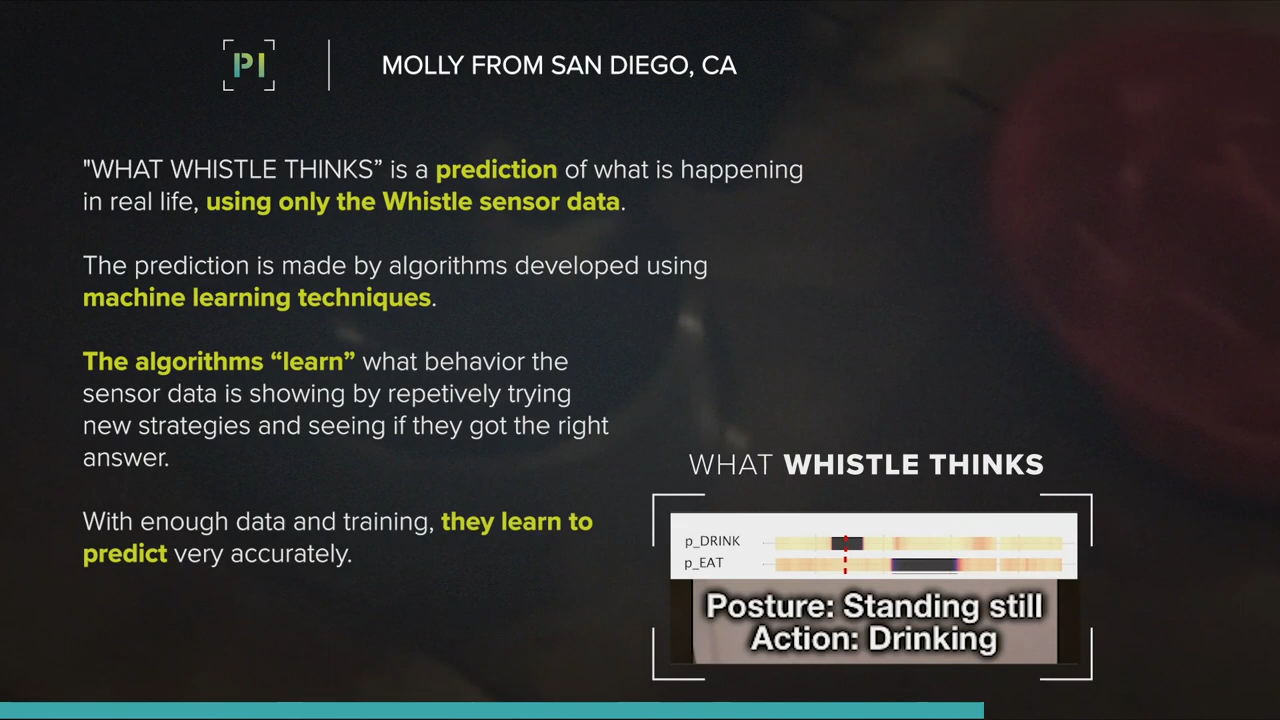 PI
MOLLY FROM SAN DIEGO, CA
"WHAT WHISTLE THINKS” is a prediction of what is happening
in real life, using only the Whistle sensor data.
The prediction is made by algorithms developed using
machine learning techniques.
The algorithms “learn” what behavior the
sensor data is showing by repetively trying
new strategies and seeing if they got the right
answer.
With enough data and training, they learn to
predict very accurately.
WHAT WHISTLE THINKS
p_DRINK
p_EAT
Posture: Standing still
Action: Drinking